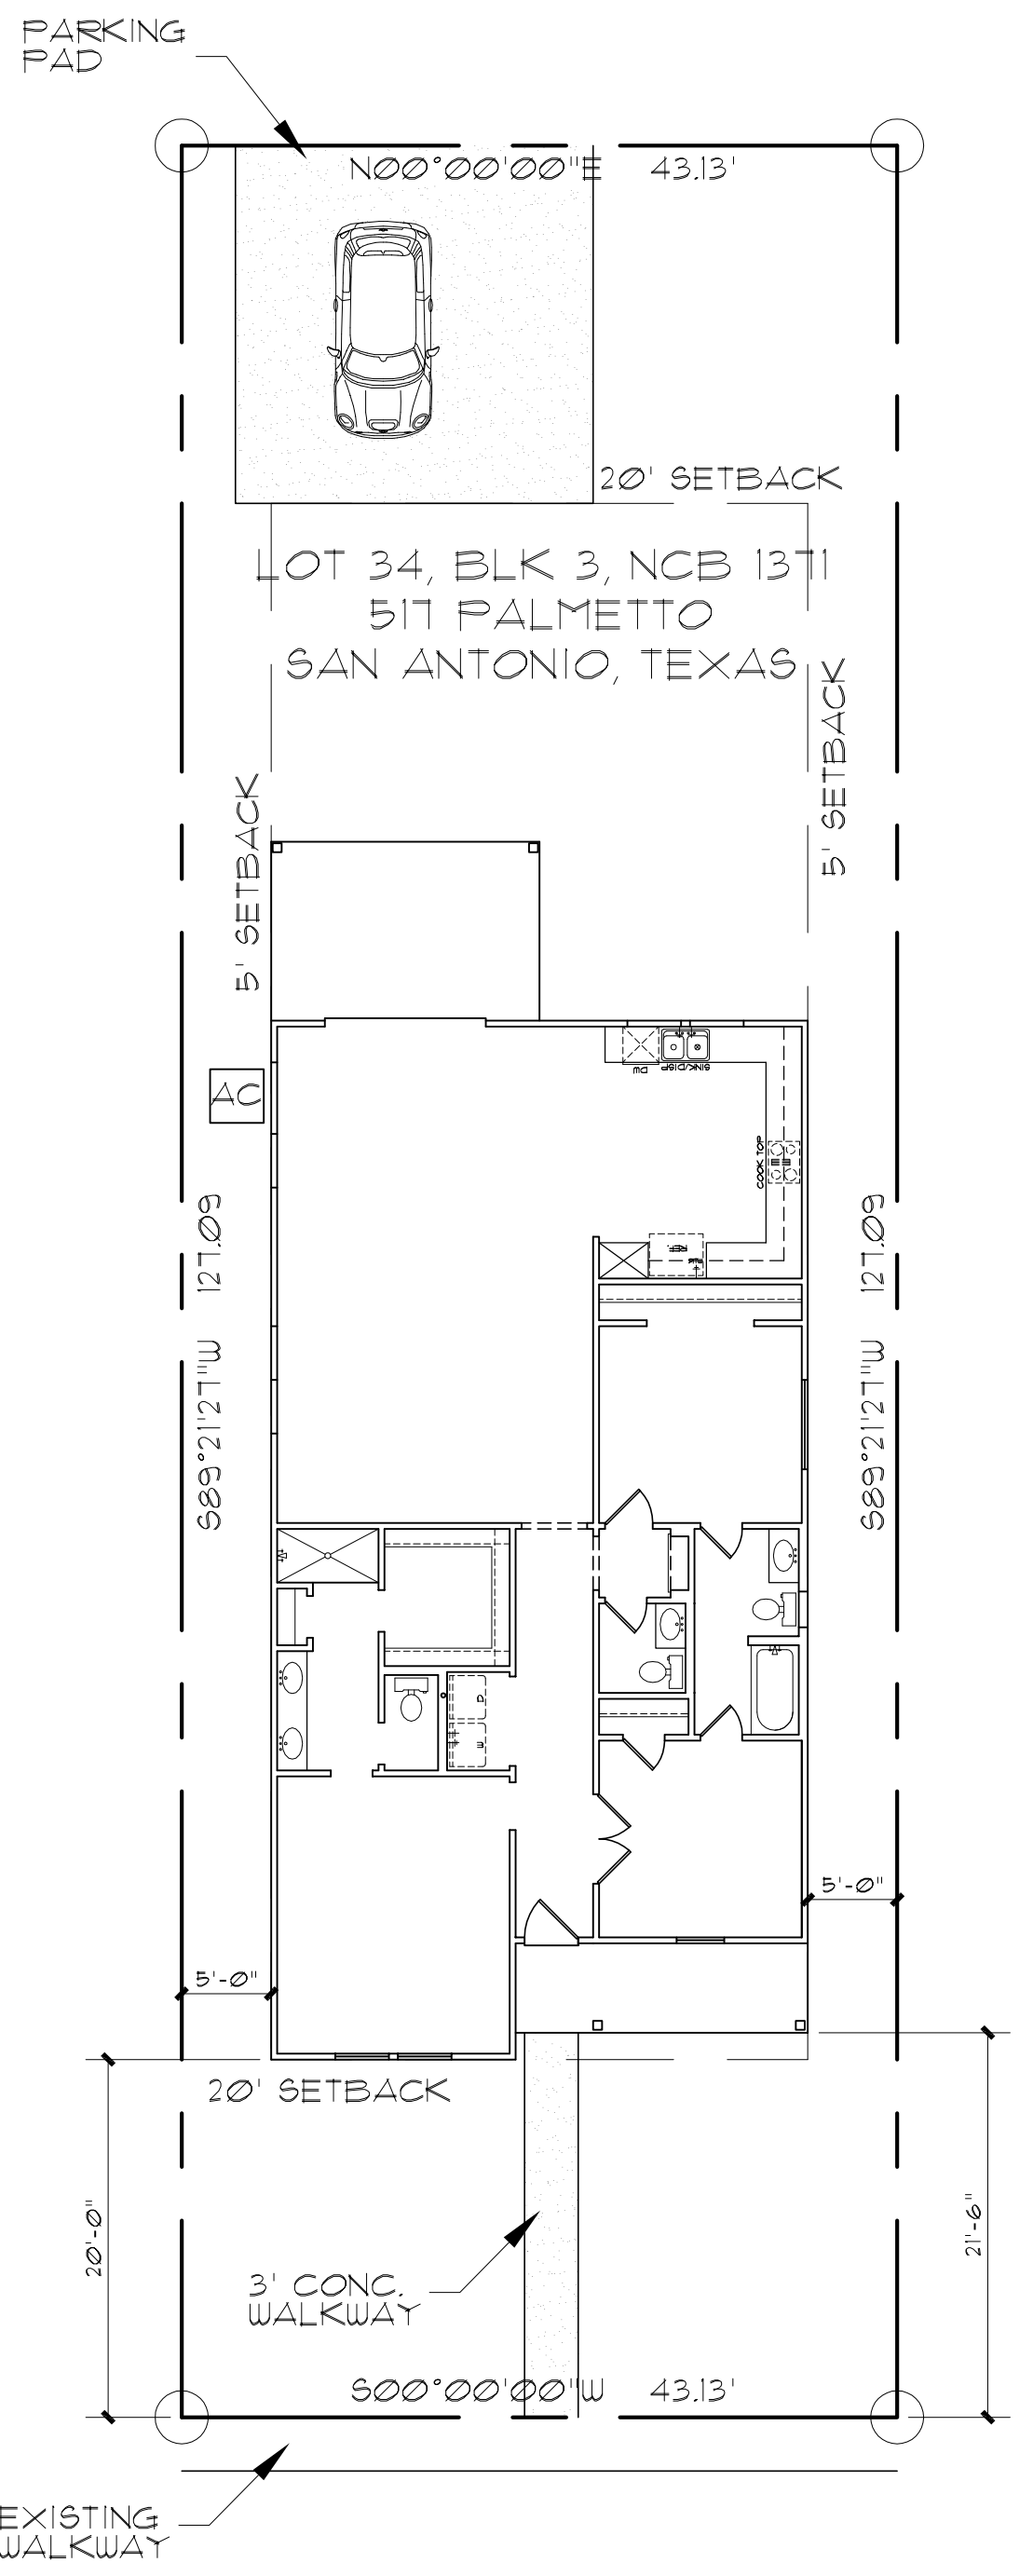 PARKING
PAD
N00°00'00"E 43.13'
20' SETBACK
LOT 34, BLK 3, NCB 1371
517 PALMETTO
SAN ANTONIO, TEXAS
5' SETBACK
5' SETBACK
DW
SINK/DISP
AC
COOK TOP
REF.
S89°21'27"W 127.09
S89°21'27"W 127.09
D
W
5'-0"
5'-0"
20' SETBACK
20'-0"
21'-6"
3' CONC.
WALKWAY
S00°00'00"W 43.13'
EXISTING
WALKWAY